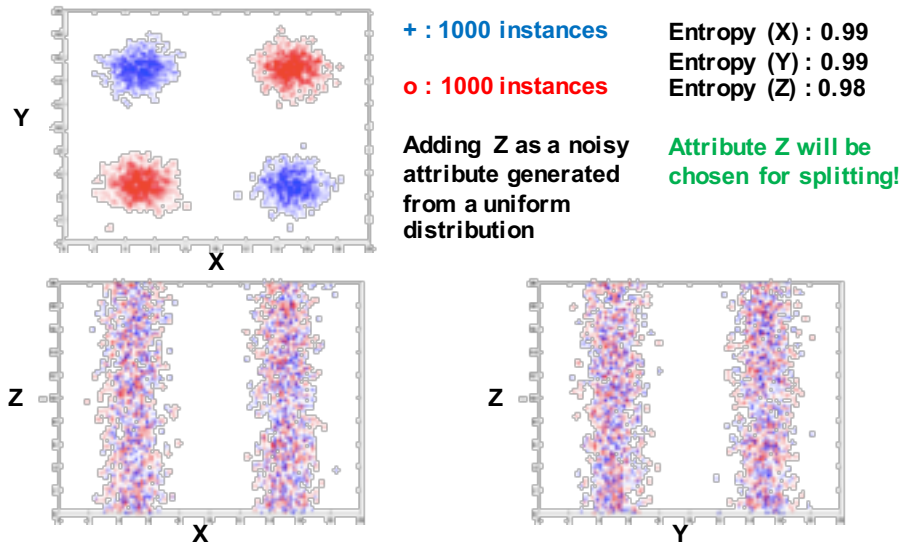 + : 1000 instances
o : 1000 instances
Adding Z as a noisy
attribute generated
from a uniform
distribution
Entropy (X) : 0.99
Entropy (Y) : 0.99
Entropy (Z) : 0.98
Attribute Z will be
chosen for splitting!
Y
X
Z
X
Z
Y